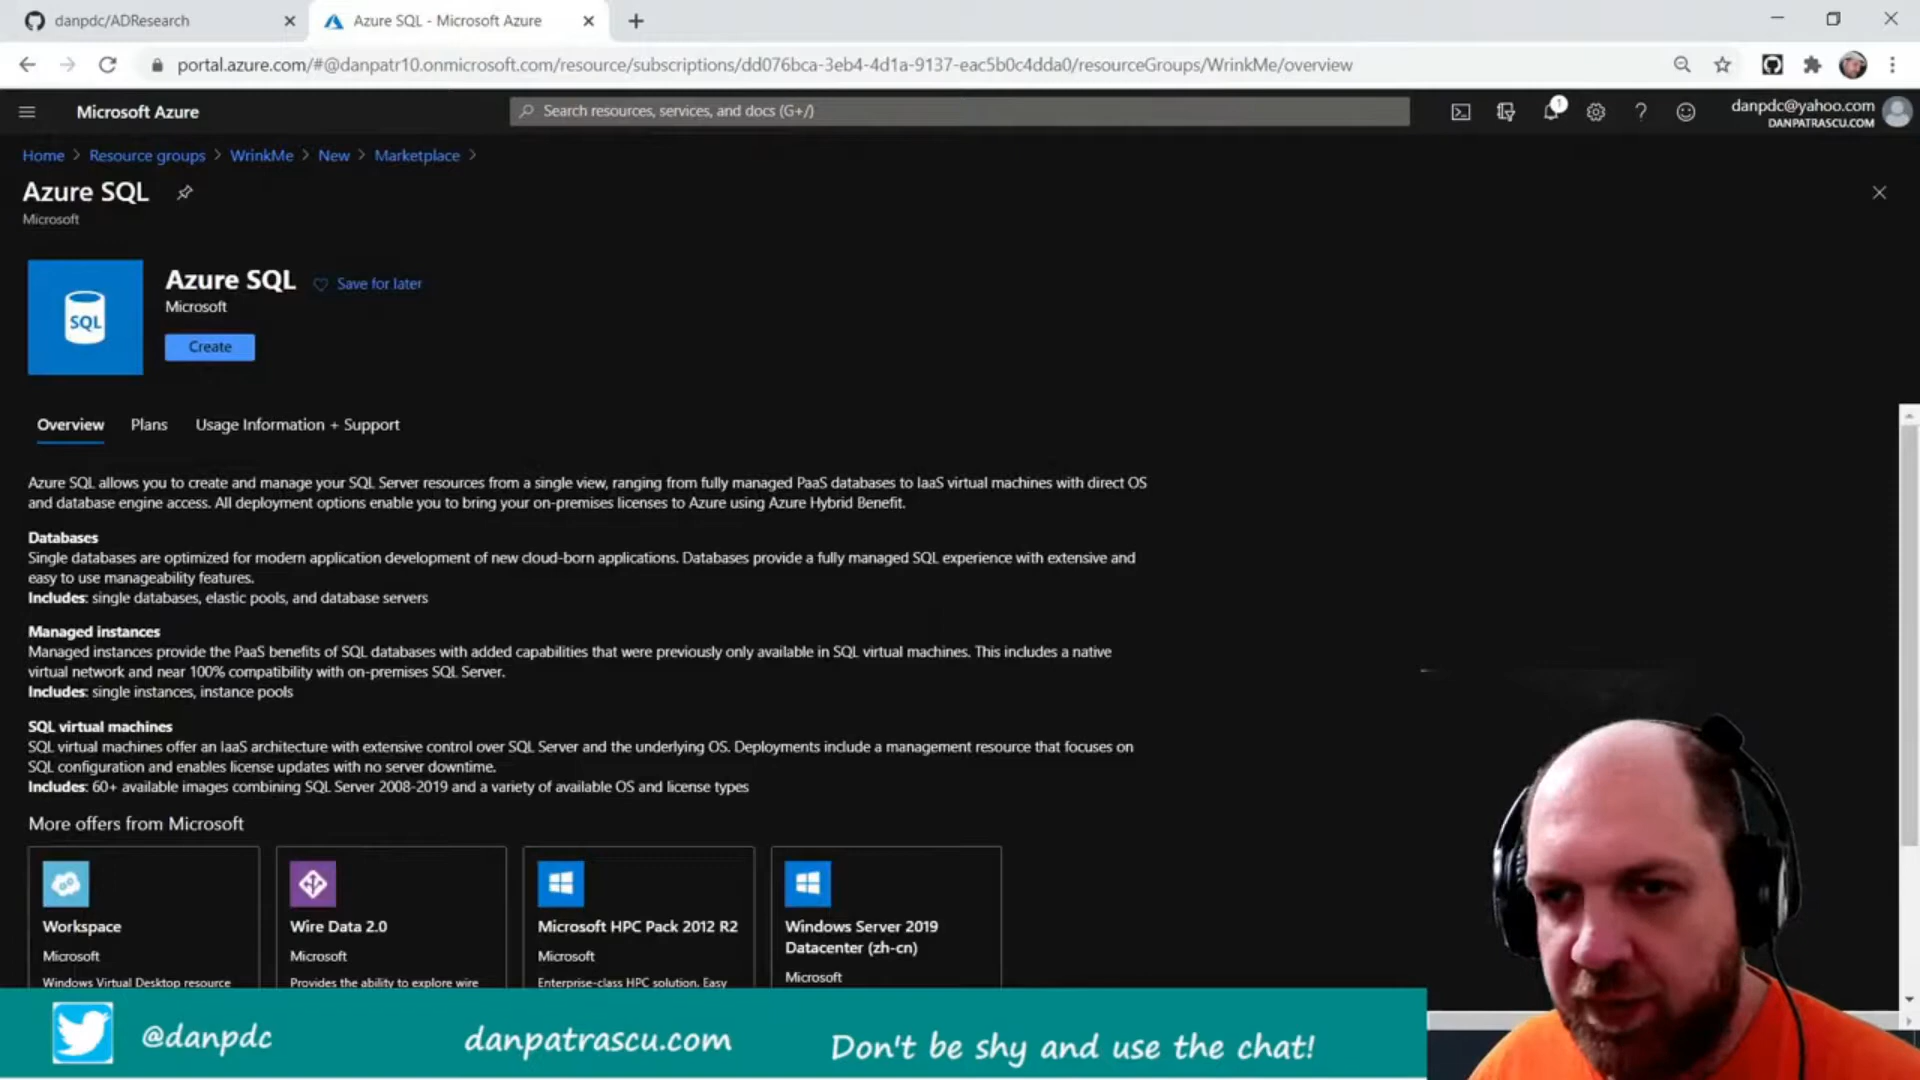 danpdc/ADResearch
Azure SQL - Microsoft Azure
portal.azure.com/#@danpatr10.onmicrosoft.com/resource/subscriptions/dd076bca-3eb4-4d1a-9137-eac5b0c4dda0/resourceGroups/WrinkMe/overview
Microsoft Azure
Search resources, services, and docs (G+/)
1
danpdc@yahoo.com
DANPATRASCU.COM
Home > Resource groups > WrinkMe > New > Marketplace >
Azure SQL
Microsoft
SQL
Azure SQL
Save for later
Microsoft
Create
Overview
Plans
Usage Information + Support
Azure SQL allows you to create and manage your SQL Server resources from a single view, ranging from fully managed PaaS databases to IaaS virtual machines with direct OS
and database engine access. All deployment options enable you to bring your on-premises licenses to Azure using Azure Hybrid Benefit.
Databases
Single databases are optimized for modern application development of new cloud-born applications. Databases provide a fully managed SQL experience with extensive and
easy to use manageability features.
Includes: single databases, elastic pools, and database servers
Managed instances
Managed instances provide the PaaS benefits of SQL databases with added capabilities that were previously only available in SQL virtual machines. This includes a native
virtual network and near 100% compatibility with on-premises SQL Server.
Includes: single instances, instance pools
SQL virtual machines
SQL virtual machines offer an IaaS architecture with extensive control over SQL Server and the underlying OS. Deployments include a management resource that focuses on
SQL configuration and enables license updates with no server downtime.
Includes: 60+ available images combining SQL Server 2008-2019 and a variety of available OS and license types
More offers from Microsoft
Workspace
Microsoft
Windows Virtual Desktop resource
Wire Data 2.0
Microsoft
Provides the ability to explore wire
Microsoft HPC Pack 2012 R2
Microsoft
Enterprise-class HPC solution. Easy
Windows Server 2019
Datacenter (zh-cn)
Microsoft
@danpdc
danpatrascu.com
Don't be shy and use the chat!